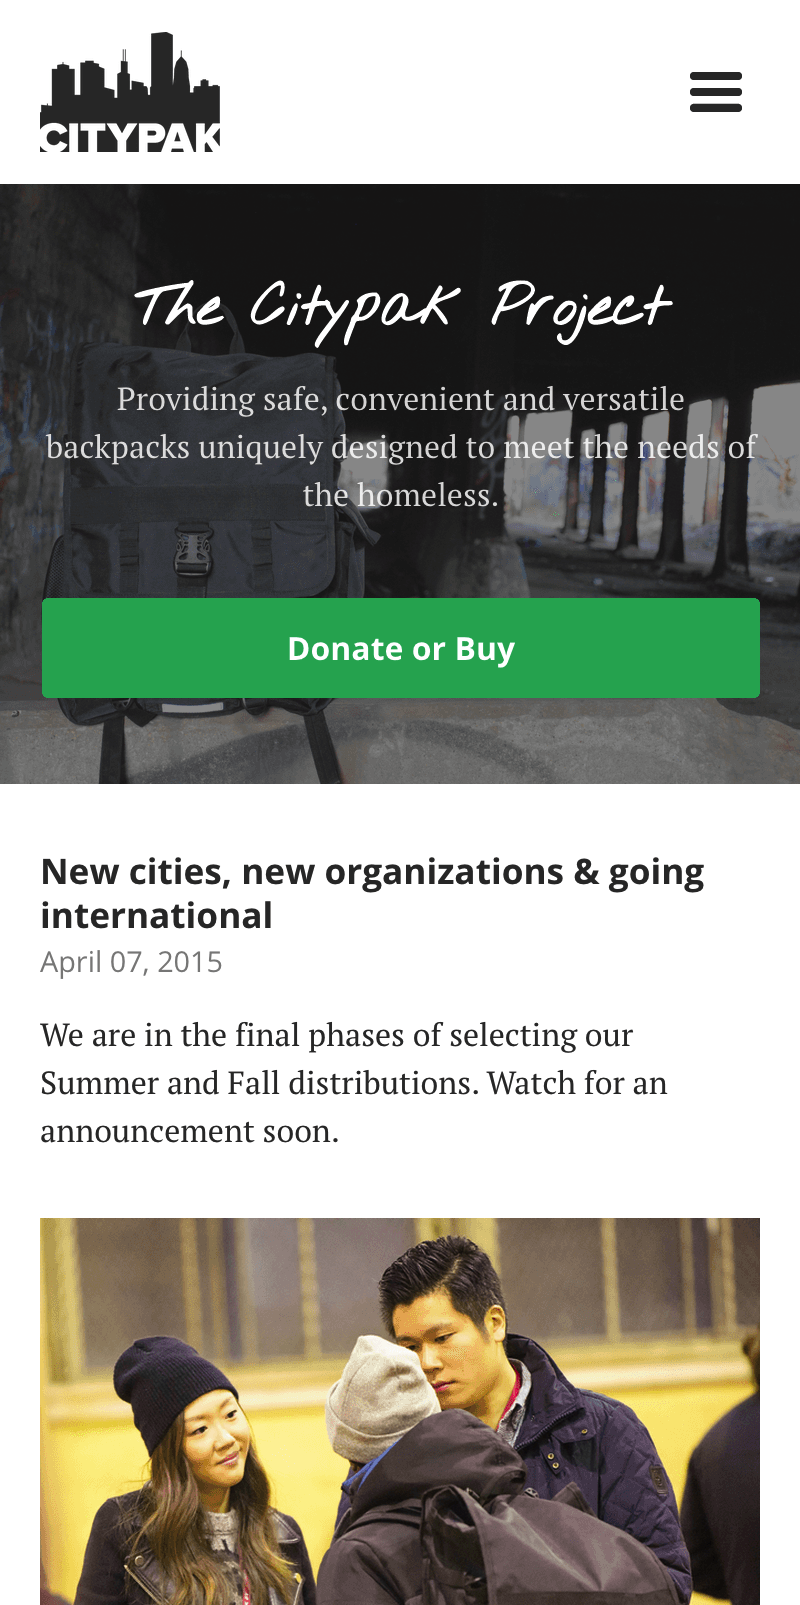 CITYPAK
The Citypak Project
Providing safe, convenient and versatile
backpacks uniquely designed to meet the needs of
the homeless.
Donate or Buy
New cities, new organizations & going
international
April 07, 2015
We are in the final phases of selecting our
Summer and Fall distributions. Watch for an
announcement soon.